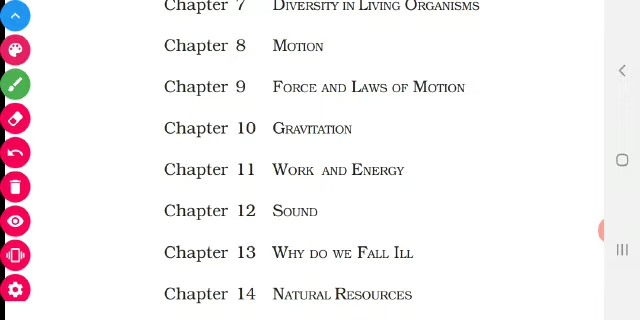 Chapter 7 Diversity in Living Organisms
Chapter 8 Motion
Chapter 9 Force and Laws of Motion
Chapter 10 Gravitation
Chapter 11 Work and Energy
Chapter 12 Sound
Chapter 13 Why do we Fall Ill
Chapter 14 Natural Resources